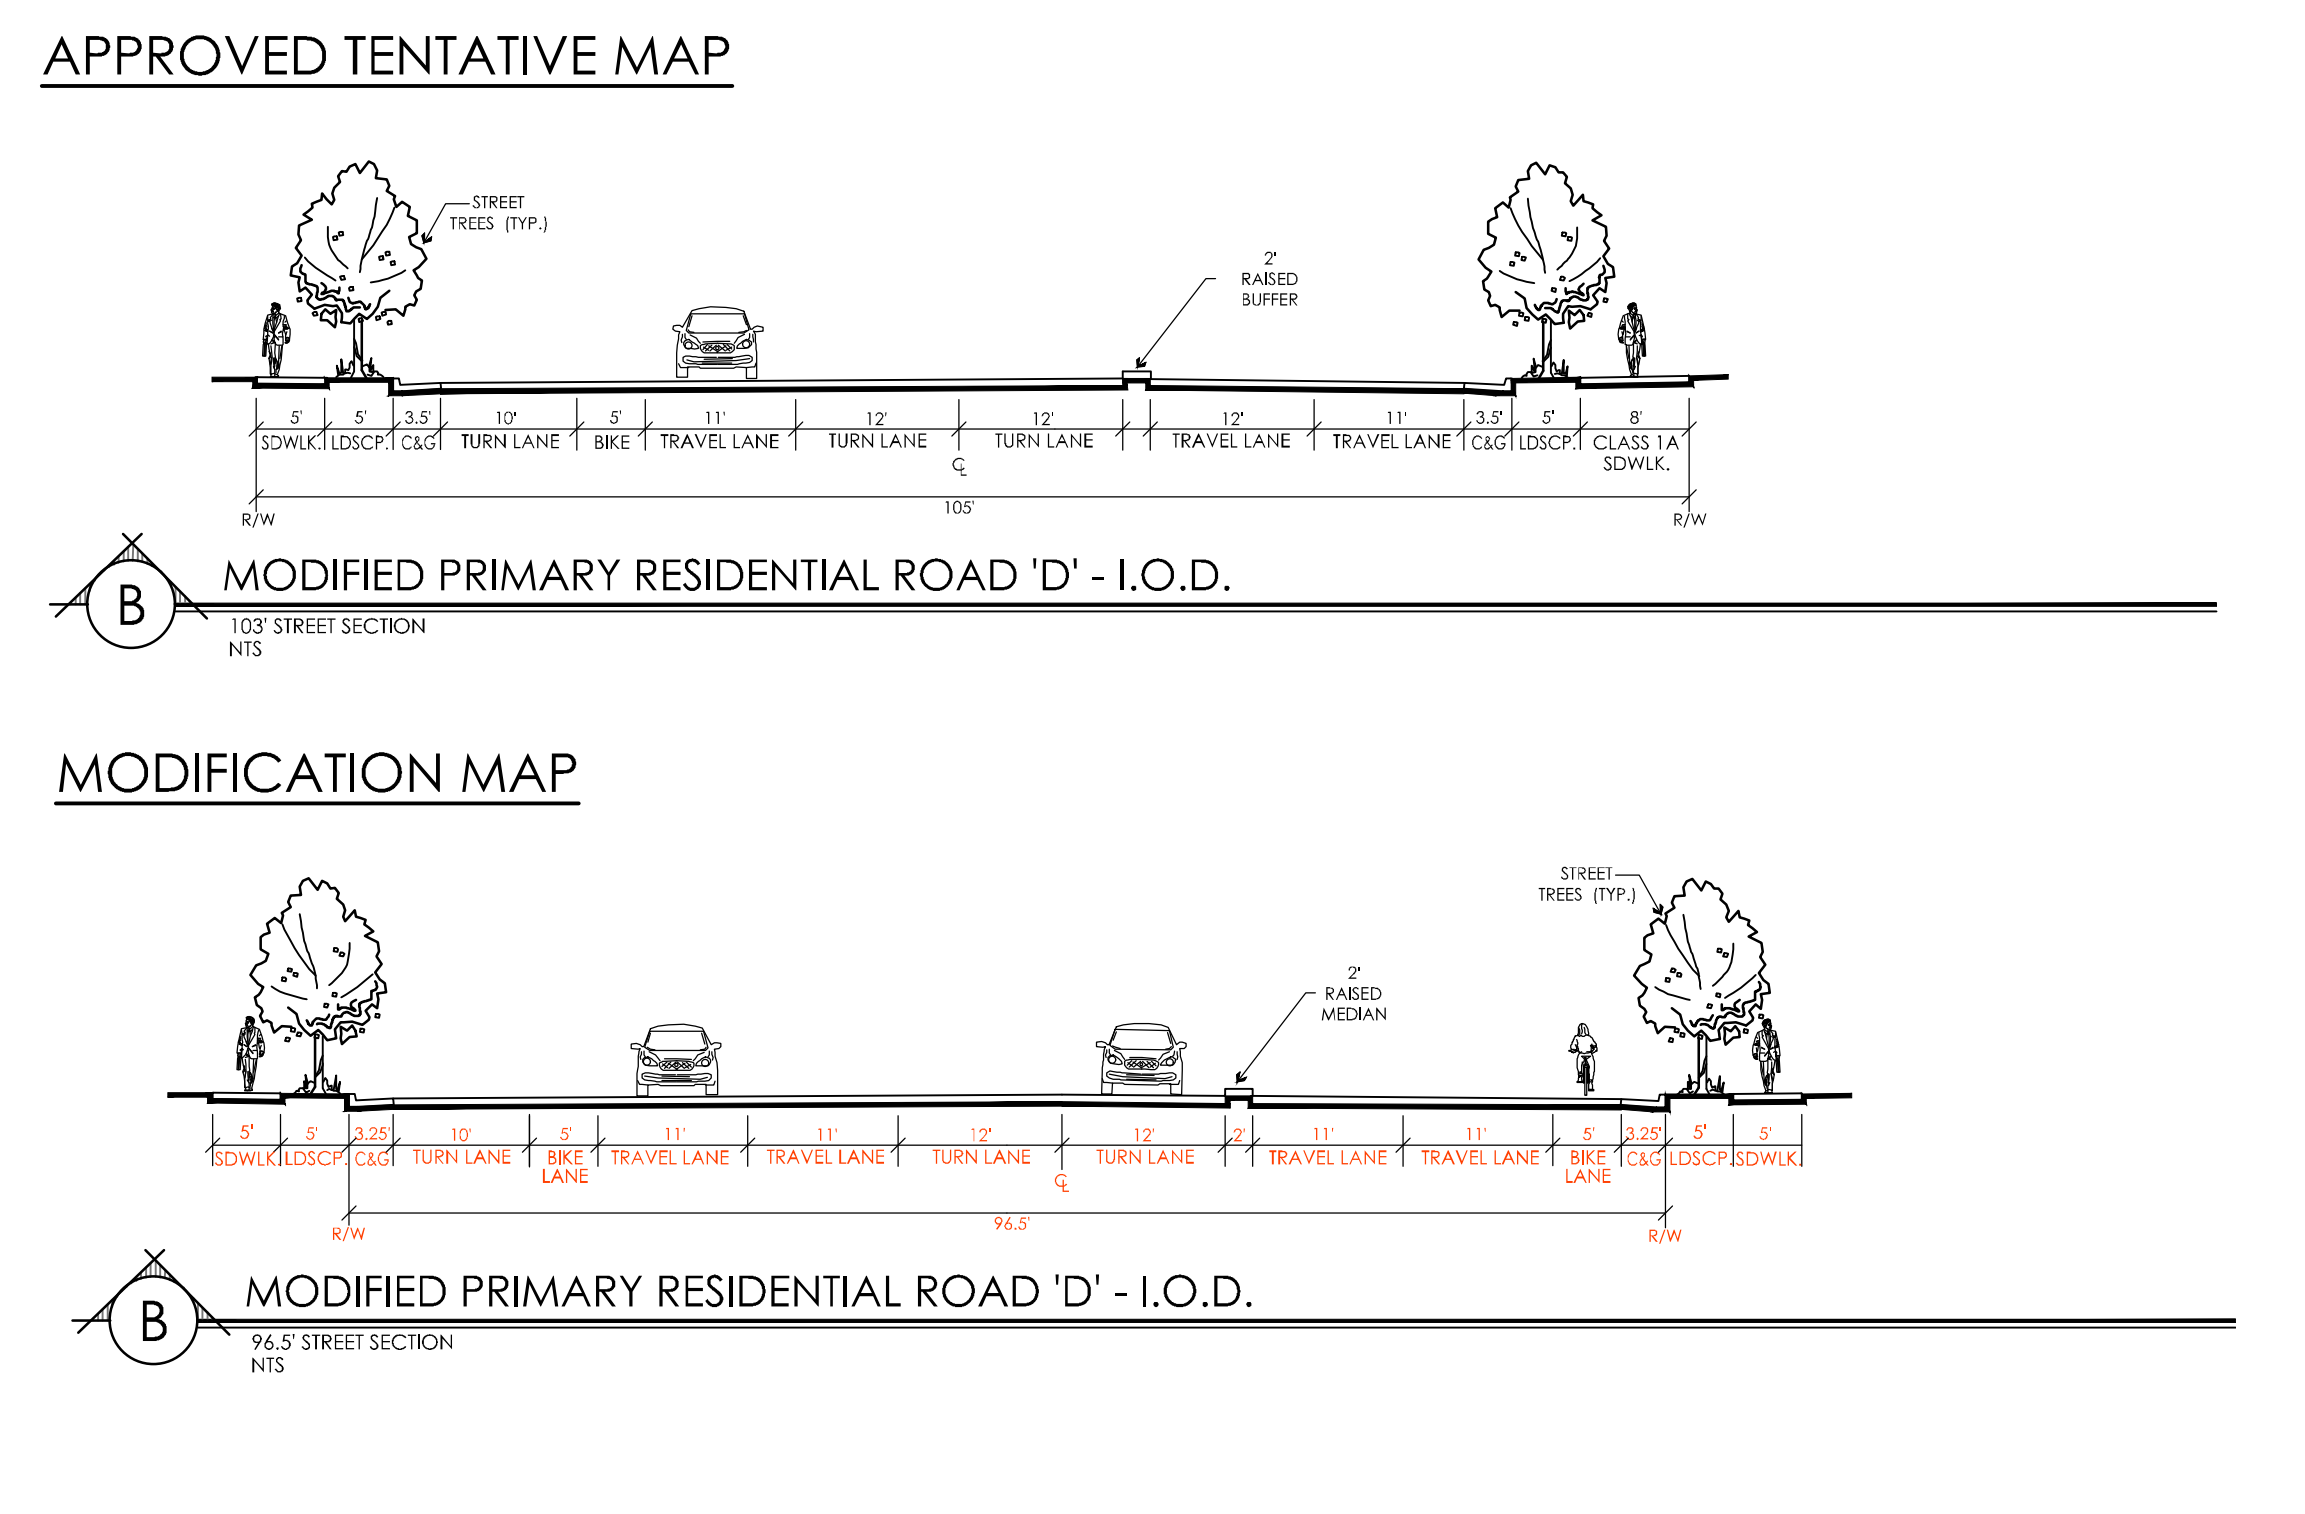 APPROVED TENTATIVE MAP
STREET
TREES (TYP.)
2'
RAISED
BUFFER
5' 5' 3.5' 10' 5' 11' 12' 12' 12' 11' 3.5' 5' 8'
SDWLK. LDSCP. C&G TURN LANE BIKE TRAVEL LANE TURN LANE TURN LANE TRAVEL LANE TRAVEL LANE C&G LDSCP. CLASS 1A
SDWLK.
CL
105'
R/W R/W
B
MODIFIED PRIMARY RESIDENTIAL ROAD 'D' - I.O.D.
103' STREET SECTION
NTS
MODIFICATION MAP
STREET
TREES (TYP.)
2'
RAISED
MEDIAN
5' 5' 3.25' 10' 5' 11' 11' 12' 12' 2' 11' 11' 5' 3.25' 5' 5'
SDWLK. LDSCP. C&G TURN LANE BIKE TRAVEL LANE TRAVEL LANE TURN LANE TURN LANE TRAVEL LANE TRAVEL LANE BIKE C&G LDSCP. SDWLK.
LANE LANE
CL
96.5'
R/W R/W
B
MODIFIED PRIMARY RESIDENTIAL ROAD 'D' - I.O.D.
96.5' STREET SECTION
NTS